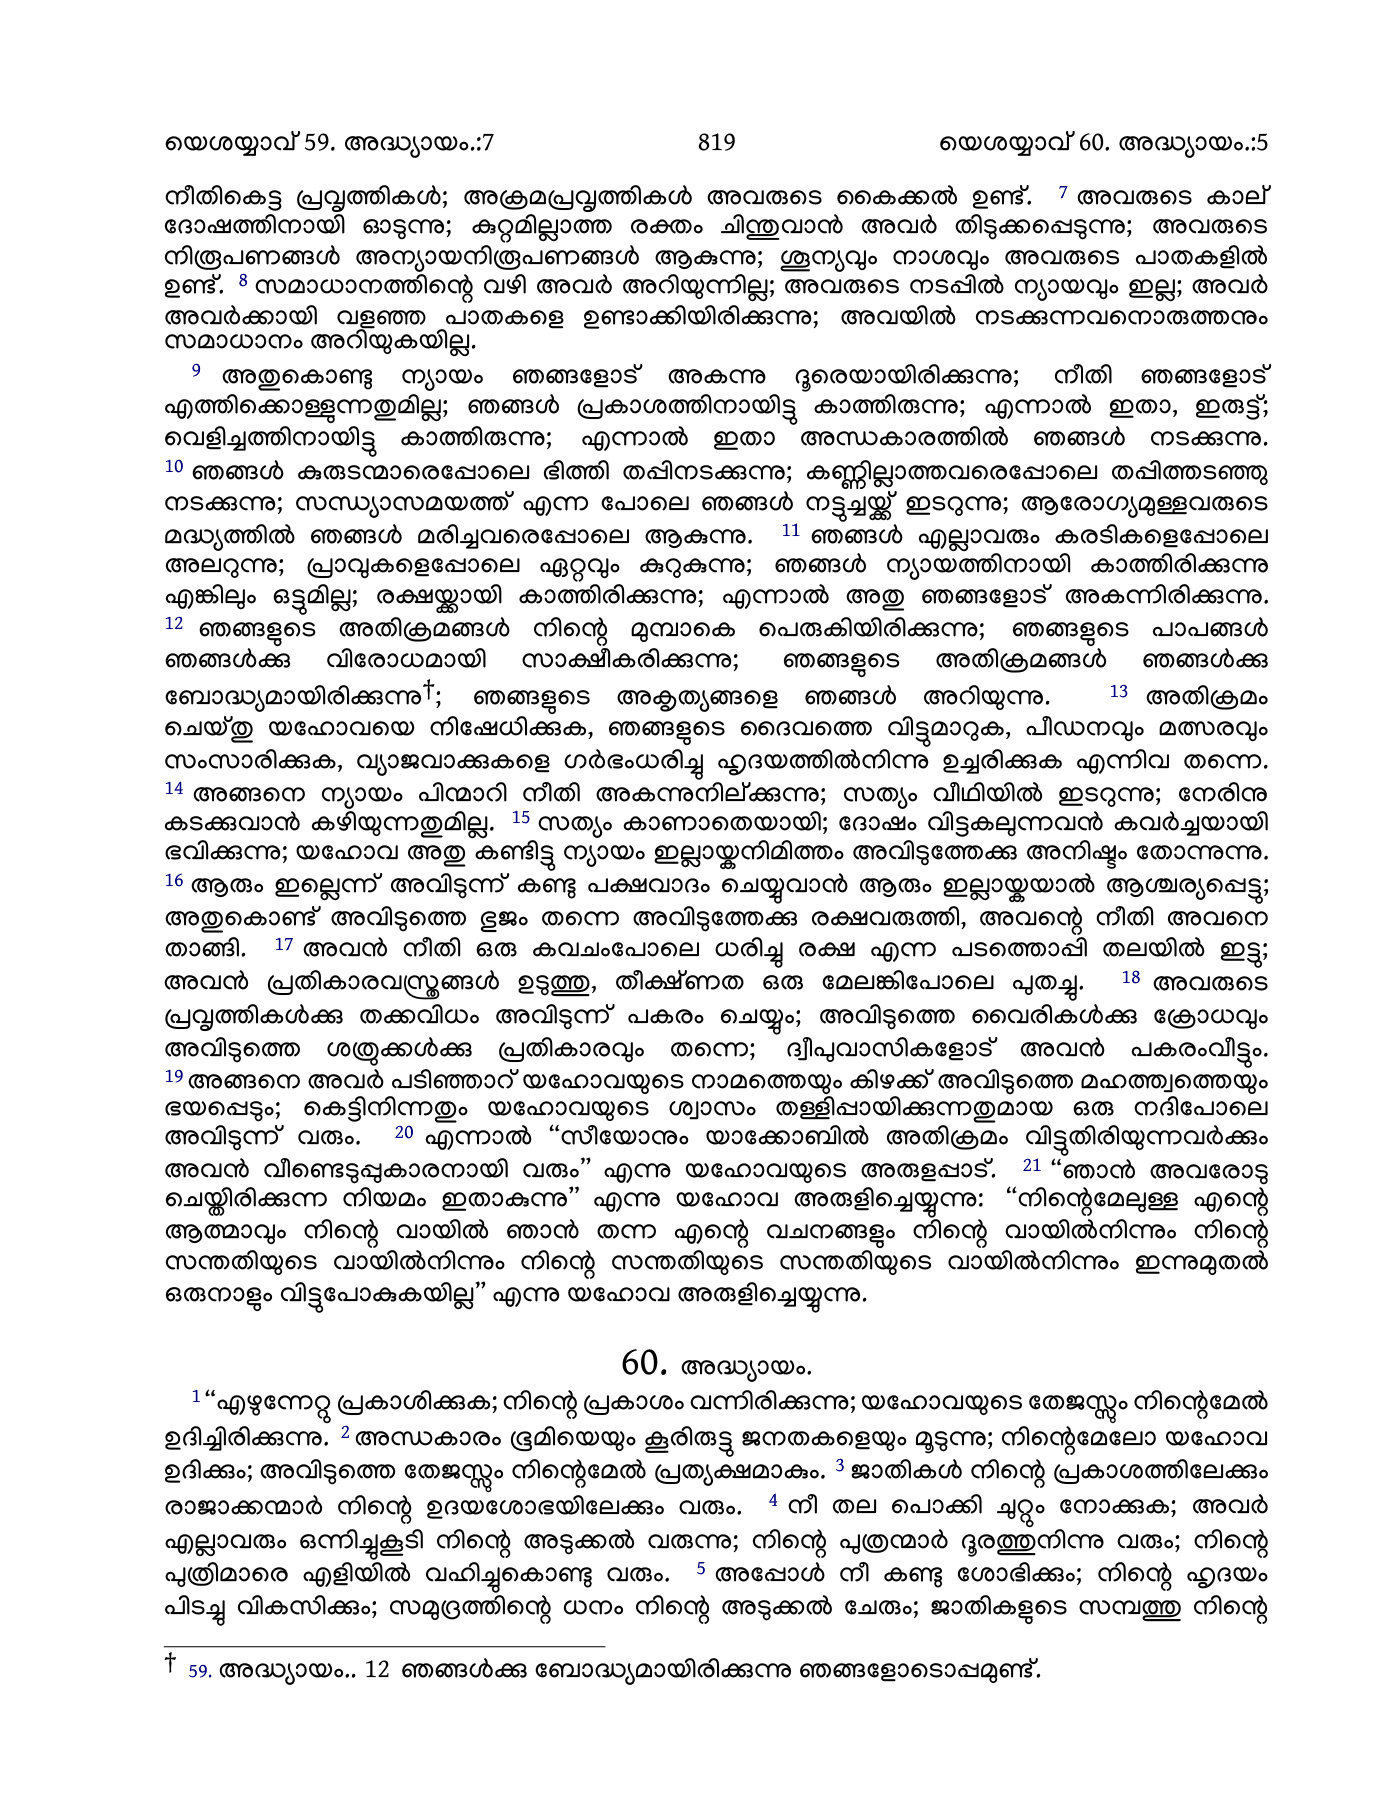 യെശയ്യാവ് 59. അദ്ധ്യായം.:7 819 യെശയ്യാവ് 60. അദ്ധ്യായം.:5
നീതികെട്ട പ്രവൃത്തികൾ; അക്രമപ്രവൃത്തികൾ അവരുടെ കൈക്കൽ ഉണ്ട്. 7 അവരുടെ കാല്
ദോഷത്തിനായി ഓടുന്നു; കുറ്റമില്ലാത്ത രക്തം ചിന്തുവാൻ അവർ തിടുക്കപ്പെടുന്നു; അവരുടെ
നിരൂപണങ്ങൾ അന്യായനിരൂപണങ്ങൾ ആകുന്നു; ശൂന്യവും നാശവും അവരുടെ പാതകളിൽ
ഉണ്ട്. 8 സമാധാനത്തിന്റെ വഴി അവർ അറിയുന്നില്ല; അവരുടെ നടപ്പിൽ ന്യായവും ഇല്ല; അവർ
അവർക്കായി വളഞ്ഞ പാതകളെ ഉണ്ടാക്കിയിരിക്കുന്നു; അവയിൽ നടക്കുന്നവനൊരുത്തനും
സമാധാനം അറിയുകയില്ല.
9 അതുകൊണ്ടു ന്യായം ഞങ്ങളോട് അകന്നു ദൂരെയായിരിക്കുന്നു; നീതി ഞങ്ങളോട്
എത്തിക്കൊള്ളുന്നതുമില്ല; ഞങ്ങൾ പ്രകാശത്തിനായിട്ടു കാത്തിരുന്നു; എന്നാൽ ഇതാ, ഇരുട്ട്;
വെളിച്ചത്തിനായിട്ടു കാത്തിരുന്നു; എന്നാൽ ഇതാ അന്ധകാരത്തിൽ ഞങ്ങൾ നടക്കുന്നു.
10 ഞങ്ങൾ കുരുടന്മാരെപ്പോലെ ഭിത്തി തപ്പിനടക്കുന്നു; കണ്ണില്ലാത്തവരെപ്പോലെ തപ്പിത്തടഞ്ഞു
നടക്കുന്നു; സന്ധ്യാസമയത്ത് എന്ന പോലെ ഞങ്ങൾ നട്ടുച്ചയ്ക്ക് ഇടറുന്നു; ആരോഗ്യമുള്ളവരുടെ
മദ്ധ്യത്തിൽ ഞങ്ങൾ മരിച്ചവരെപ്പോലെ ആകുന്നു. 11 ഞങ്ങൾ എല്ലാവരും കരടികളെപ്പോലെ
അലറുന്നു; പ്രാവുകളെപ്പോലെ ഏറ്റവും കുറുകുന്നു; ഞങ്ങൾ ന്യായത്തിനായി കാത്തിരിക്കുന്നു
എങ്കിലും ഒട്ടുമില്ല; രക്ഷയ്ക്കായി കാത്തിരിക്കുന്നു; എന്നാൽ അതു ഞങ്ങളോട് അകന്നിരിക്കുന്നു.
12 ഞങ്ങളുടെ അതിക്രമങ്ങൾ നിന്റെ മുമ്പാകെ പെരുകിയിരിക്കുന്നു; ഞങ്ങളുടെ പാപങ്ങൾ
ഞങ്ങൾക്കു വിരോധമായി സാക്ഷീകരിക്കുന്നു; ഞങ്ങളുടെ അതിക്രമങ്ങൾ ഞങ്ങൾക്കു
ബോദ്ധ്യമായിരിക്കുന്നു†; ഞങ്ങളുടെ അകൃത്യങ്ങളെ ഞങ്ങൾ അറിയുന്നു. 13 അതിക്രമം
ചെയ്തു യഹോവയെ നിഷേധിക്കുക, ഞങ്ങളുടെ ദൈവത്തെ വിട്ടുമാറുക, പീഡനവും മത്സരവും
സംസാരിക്കുക, വ്യാജവാക്കുകളെ ഗർഭംധരിച്ചു ഹൃദയത്തിൽനിന്നു ഉച്ചരിക്കുക എന്നിവ തന്നെ.
14 അങ്ങനെ ന്യായം പിന്മാറി നീതി അകന്നുനില്ക്കുന്നു; സത്യം വീഥിയിൽ ഇടറുന്നു; നേരിനു
കടക്കുവാൻ കഴിയുന്നതുമില്ല. 15 സത്യം കാണാതെയായി; ദോഷം വിട്ടകലുന്നവൻ കവർച്ചയായി
ഭവിക്കുന്നു; യഹോവ അതു കണ്ടിട്ടു ന്യായം ഇല്ലായ്കനിമിത്തം അവിടുത്തേക്കു അനിഷ്ടം തോന്നുന്നു.
16 ആരും ഇല്ലെന്ന് അവിടുന്ന് കണ്ടു പക്ഷവാദം ചെയ്യുവാൻ ആരും ഇല്ലായ്കയാൽ ആശ്ചര്യപ്പെട്ടു;
അതുകൊണ്ട് അവിടുത്തെ ഭുജം തന്നെ അവിടുത്തേക്കു രക്ഷവരുത്തി, അവന്റെ നീതി അവനെ
താങ്ങി. 17 അവൻ നീതി ഒരു കവചംപോലെ ധരിച്ചു രക്ഷ എന്ന പടത്തൊപ്പി തലയിൽ ഇട്ടു;
അവൻ പ്രതികാരവസ്ത്രങ്ങൾ ഉടുത്തു, തീക്ഷ്ണത ഒരു മേലങ്കിപോലെ പുതച്ചു. 18 അവരുടെ
പ്രവൃത്തികൾക്കു തക്കവിധം അവിടുന്ന് പകരം ചെയ്യും; അവിടുത്തെ വൈരികൾക്കു ക്രോധവും
അവിടുത്തെ ശത്രുക്കൾക്കു പ്രതികാരവും തന്നെ; ദ്വീപുവാസികളോട് അവൻ പകരംവീട്ടും.
19 അങ്ങനെ അവർ പടിഞ്ഞാറ് യഹോവയുടെ നാമത്തെയും കിഴക്ക് അവിടുത്തെ മഹത്ത്വത്തെയും
ഭയപ്പെടും; കെട്ടിനിന്നതും യഹോവയുടെ ശ്വാസം തള്ളിപ്പായിക്കുന്നതുമായ ഒരു നദിപോലെ
അവിടുന്ന് വരും. 20 എന്നാൽ “സീയോനും യാക്കോബിൽ അതിക്രമം വിട്ടുതിരിയുന്നവർക്കും
അവൻ വീണ്ടെടുപ്പുകാരനായി വരും” എന്നു യഹോവയുടെ അരുളപ്പാട്. 21 “ഞാൻ അവരോടു
ചെയ്തിരിക്കുന്ന നിയമം ഇതാകുന്നു” എന്നു യഹോവ അരുളിച്ചെയ്യുന്നു: “നിന്റെമേലുള്ള എന്റെ
ആത്മാവും നിന്റെ വായിൽ ഞാൻ തന്ന എന്റെ വചനങ്ങളും നിന്റെ വായിൽനിന്നും നിന്റെ
സന്തതിയുടെ വായിൽനിന്നും നിന്റെ സന്തതിയുടെ സന്തതിയുടെ വായിൽനിന്നും ഇന്നുമുതൽ
ഒരുനാളും വിട്ടുപോകുകയില്ല” എന്നു യഹോവ അരുളിച്ചെയ്യുന്നു.
60. അദ്ധ്യായം.
1 “എഴുന്നേറ്റു പ്രകാശിക്കുക; നിന്റെ പ്രകാശം വന്നിരിക്കുന്നു; യഹോവയുടെ തേജസ്സും നിന്റെമേൽ
ഉദിച്ചിരിക്കുന്നു. 2 അന്ധകാരം ഭൂമിയെയും കൂരിരുട്ടു ജനതകളെയും മൂടുന്നു; നിന്റെമേലോ യഹോവ
ഉദിക്കും; അവിടുത്തെ തേജസ്സും നിന്റെമേൽ പ്രത്യക്ഷമാകും. 3 ജാതികൾ നിന്റെ പ്രകാശത്തിലേക്കും
രാജാക്കന്മാർ നിന്റെ ഉദയശോഭയിലേക്കും വരും. 4 നീ തല പൊക്കി ചുറ്റും നോക്കുക; അവർ
എല്ലാവരും ഒന്നിച്ചുകൂടി നിന്റെ അടുക്കൽ വരുന്നു; നിന്റെ പുത്രന്മാർ ദൂരത്തുനിന്നു വരും; നിന്റെ
പുത്രിമാരെ എളിയിൽ വഹിച്ചുകൊണ്ടു വരും. 5 അപ്പോൾ നീ കണ്ടു ശോഭിക്കും; നിന്റെ ഹൃദയം
പിടച്ചു വികസിക്കും; സമുദ്രത്തിന്റെ ധനം നിന്റെ അടുക്കൽ ചേരും; ജാതികളുടെ സമ്പത്തു നിന്റെ
† 59. അദ്ധ്യായം.. 12 ഞങ്ങൾക്കു ബോദ്ധ്യമായിരിക്കുന്നു ഞങ്ങളോടൊപ്പമുണ്ട്.